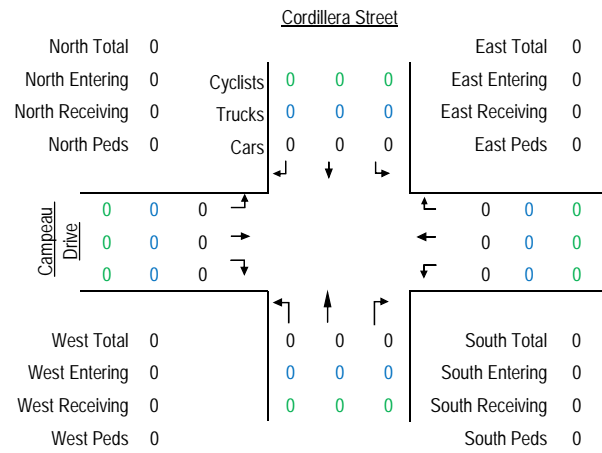 Cordillera Street
North Total 0 East Total 0
North Entering 0 Cyclists 0 0 0 East Entering 0
North Receiving 0 Trucks 0 0 0 East Receiving 0
North Peds 0 Cars 0 0 0 East Peds 0
Campeau
Drive
0 0 0 0 0 0
0 0 0 0 0 0
0 0 0 0 0 0
West Total 0 0 0 0 South Total 0
West Entering 0 0 0 0 South Entering 0
West Receiving 0 0 0 0 South Receiving 0
West Peds 0 South Peds 0